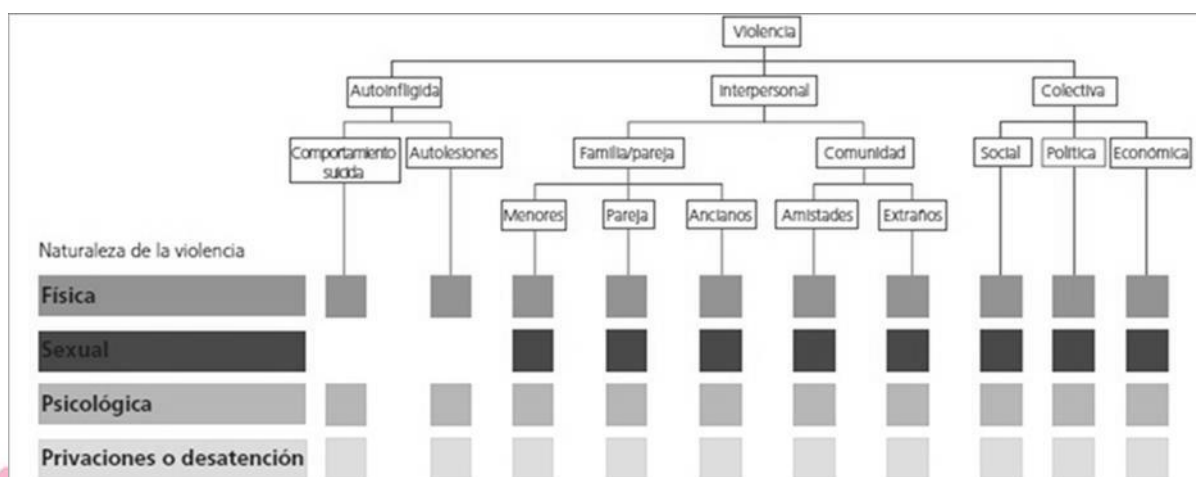 Violencia
Autoinfligida Interpersonal Colectiva
Comportamiento
suicida
Autolesiones Familia/pareja Comunidad Social Política Económica
Menores Pareja Ancianos Amistades Extraños
Naturaleza de la violencia
Física
Sexual
Psicológica
Privaciones o desatención